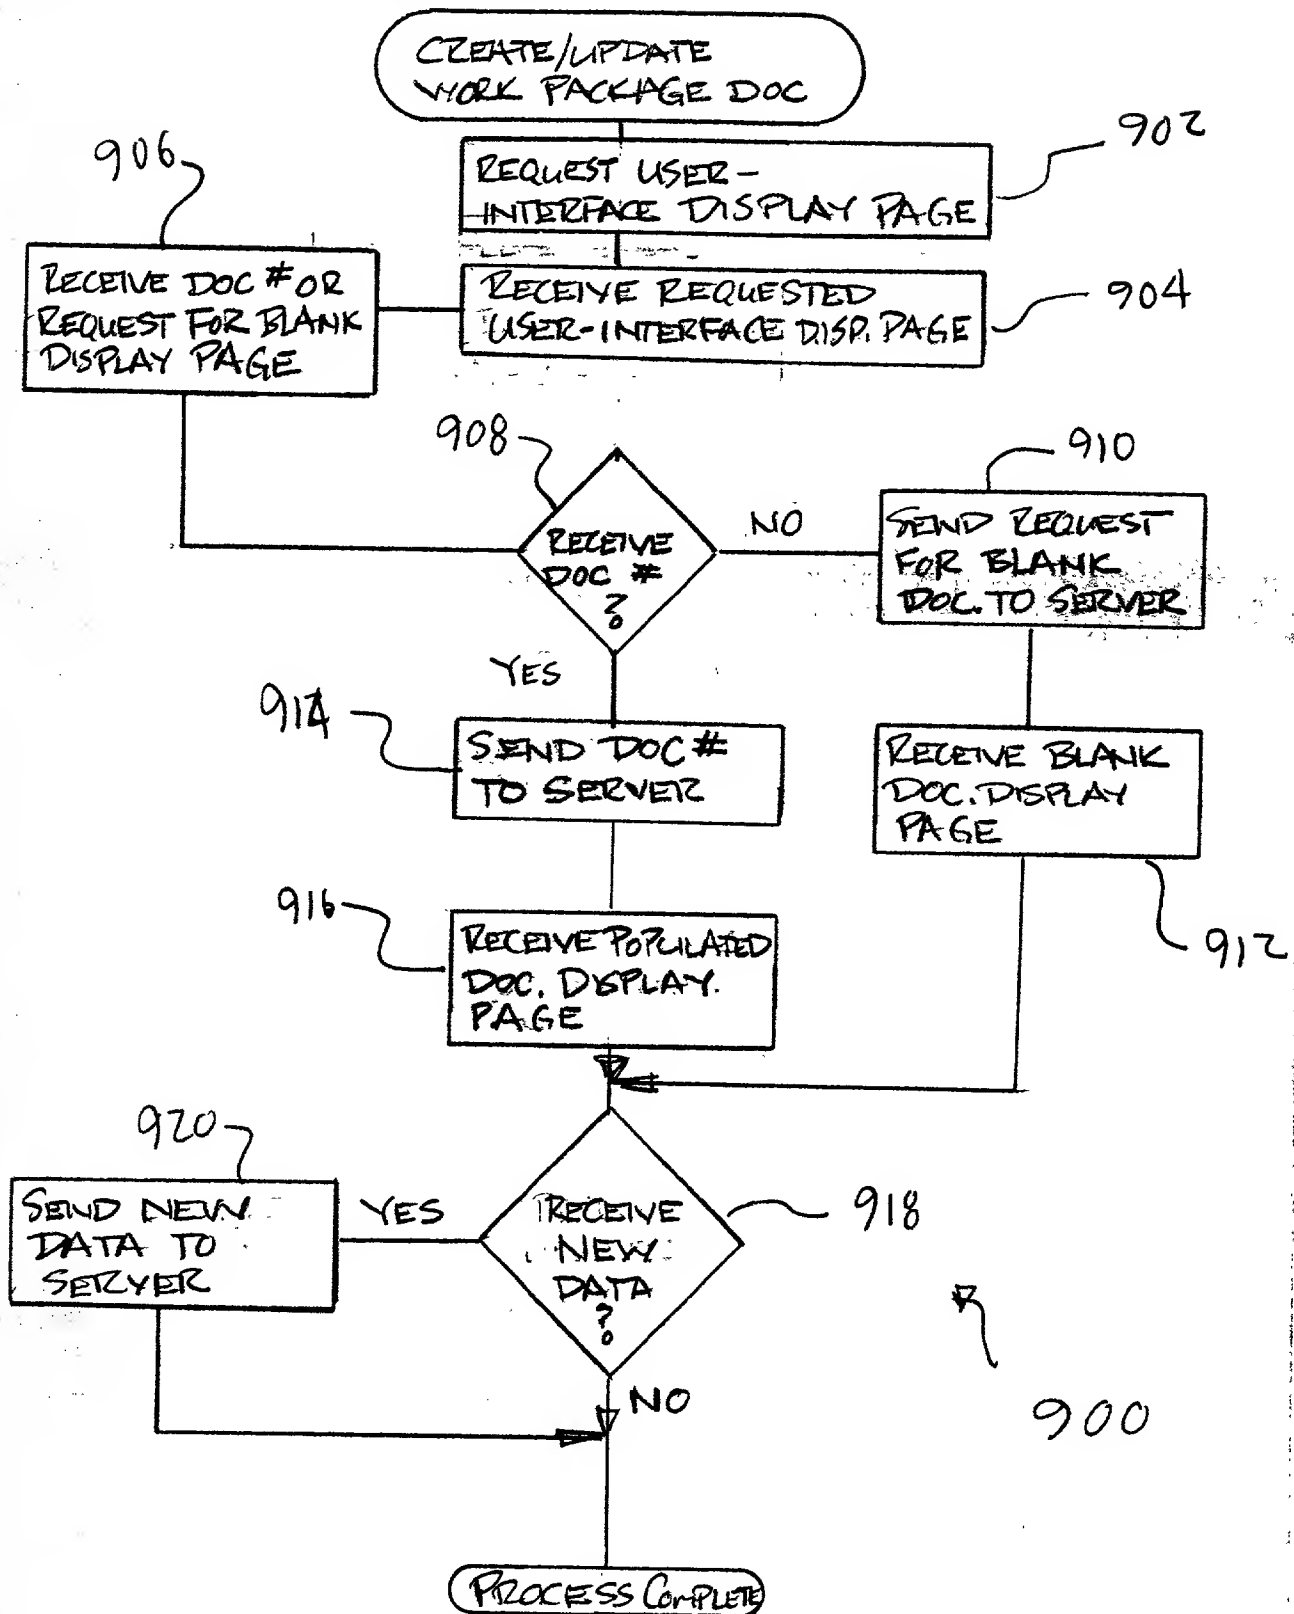 CREATE/UPDATE
WORK PACKAGE DOC
902
REQUEST USER-
INTERFACE DISPLAY PAGE
906
RECEIVE DOC # OR
REQUEST FOR BLANK
DISPLAY PAGE
RECEIVE REQUESTED
USER-INTERFACE DISP. PAGE
904
908
RECEIVE
DOC #
?
NO
910
SEND REQUEST
FOR BLANK
DOC. TO SERVER
YES
914
SEND DOC #
TO SERVER
RECEIVE BLANK
DOC. DISPLAY
PAGE
912
916
RECEIVE POPULATED
DOC. DISPLAY.
PAGE
920
SEND NEW
DATA TO
SERVER
YES
RECEIVE
NEW
DATA
?
918
NO
900
PROCESS COMPLETE